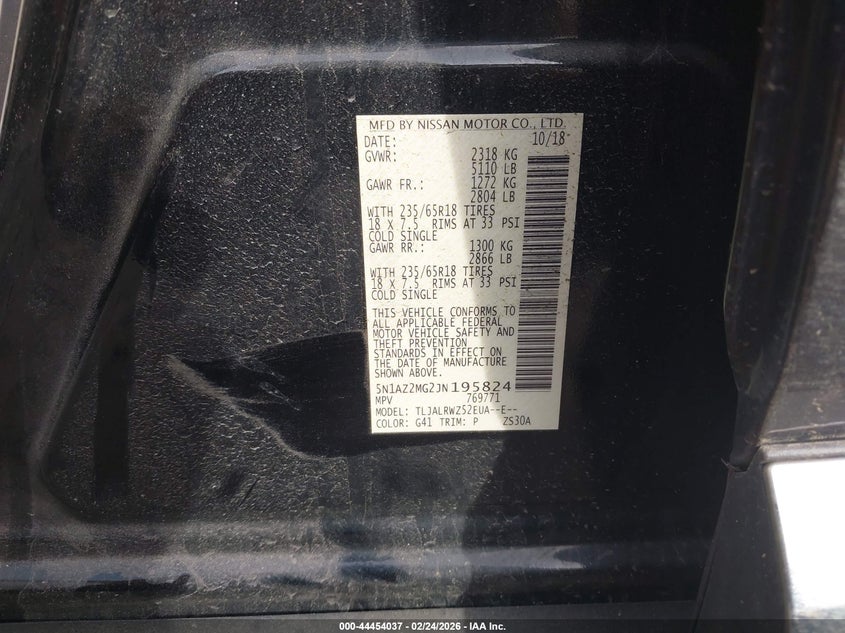 MFD BY NISSAN MOTOR CO., LTD.
DATE: 10/18
GVWR: 2318 KG
5110 LB
GAWR FR.: 1272 KG
2804 LB
WITH 235/65R18 TIRES
18 X 7.5 RIMS AT 33 PSI
COLD SINGLE
GAWR RR.: 1300 KG
2866 LB
WITH 235/65R18 TIRES
18 X 7.5 RIMS AT 33 PSI
COLD SINGLE
THIS VEHICLE CONFORMS TO
ALL APPLICABLE FEDERAL
MOTOR VEHICLE SAFETY AND
THEFT PREVENTION
STANDARDS IN EFFECT ON
THE DATE OF MANUFACTURE
SHOWN ABOVE.
5N1AZ2MG2JN195824
MPV 769771
MODEL: TLJALRWZ52EUA--E--
COLOR: G41 TRIM: P ZS30A
000-44454037 - 02/24/2026 - IAA Inc.